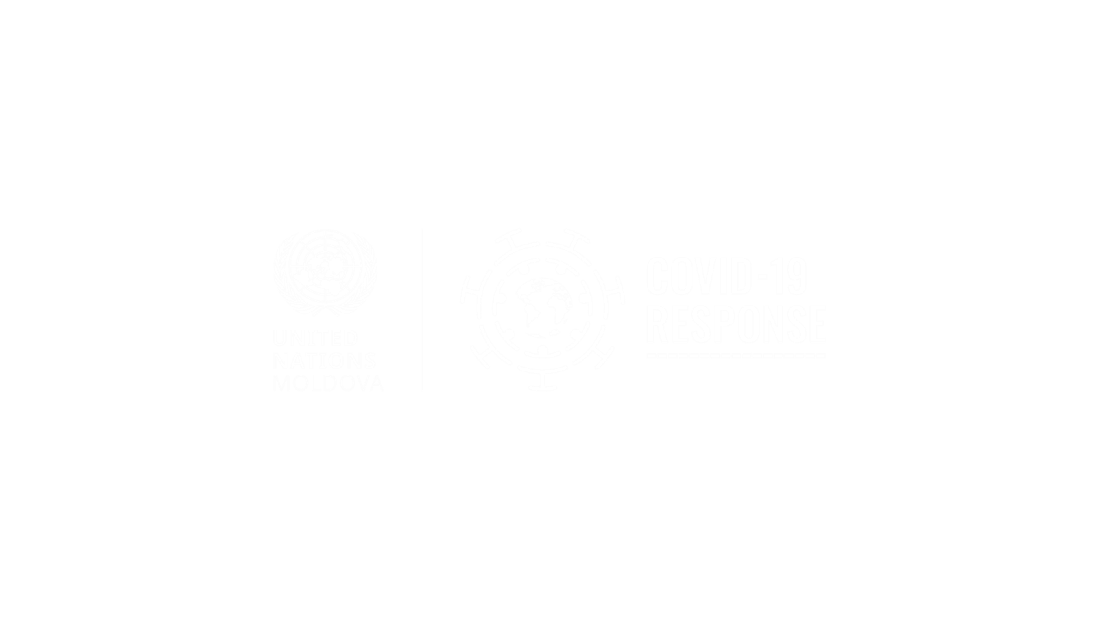 UNITED
NATIONS
MOLDOVA
COVID-19
RESPONSE